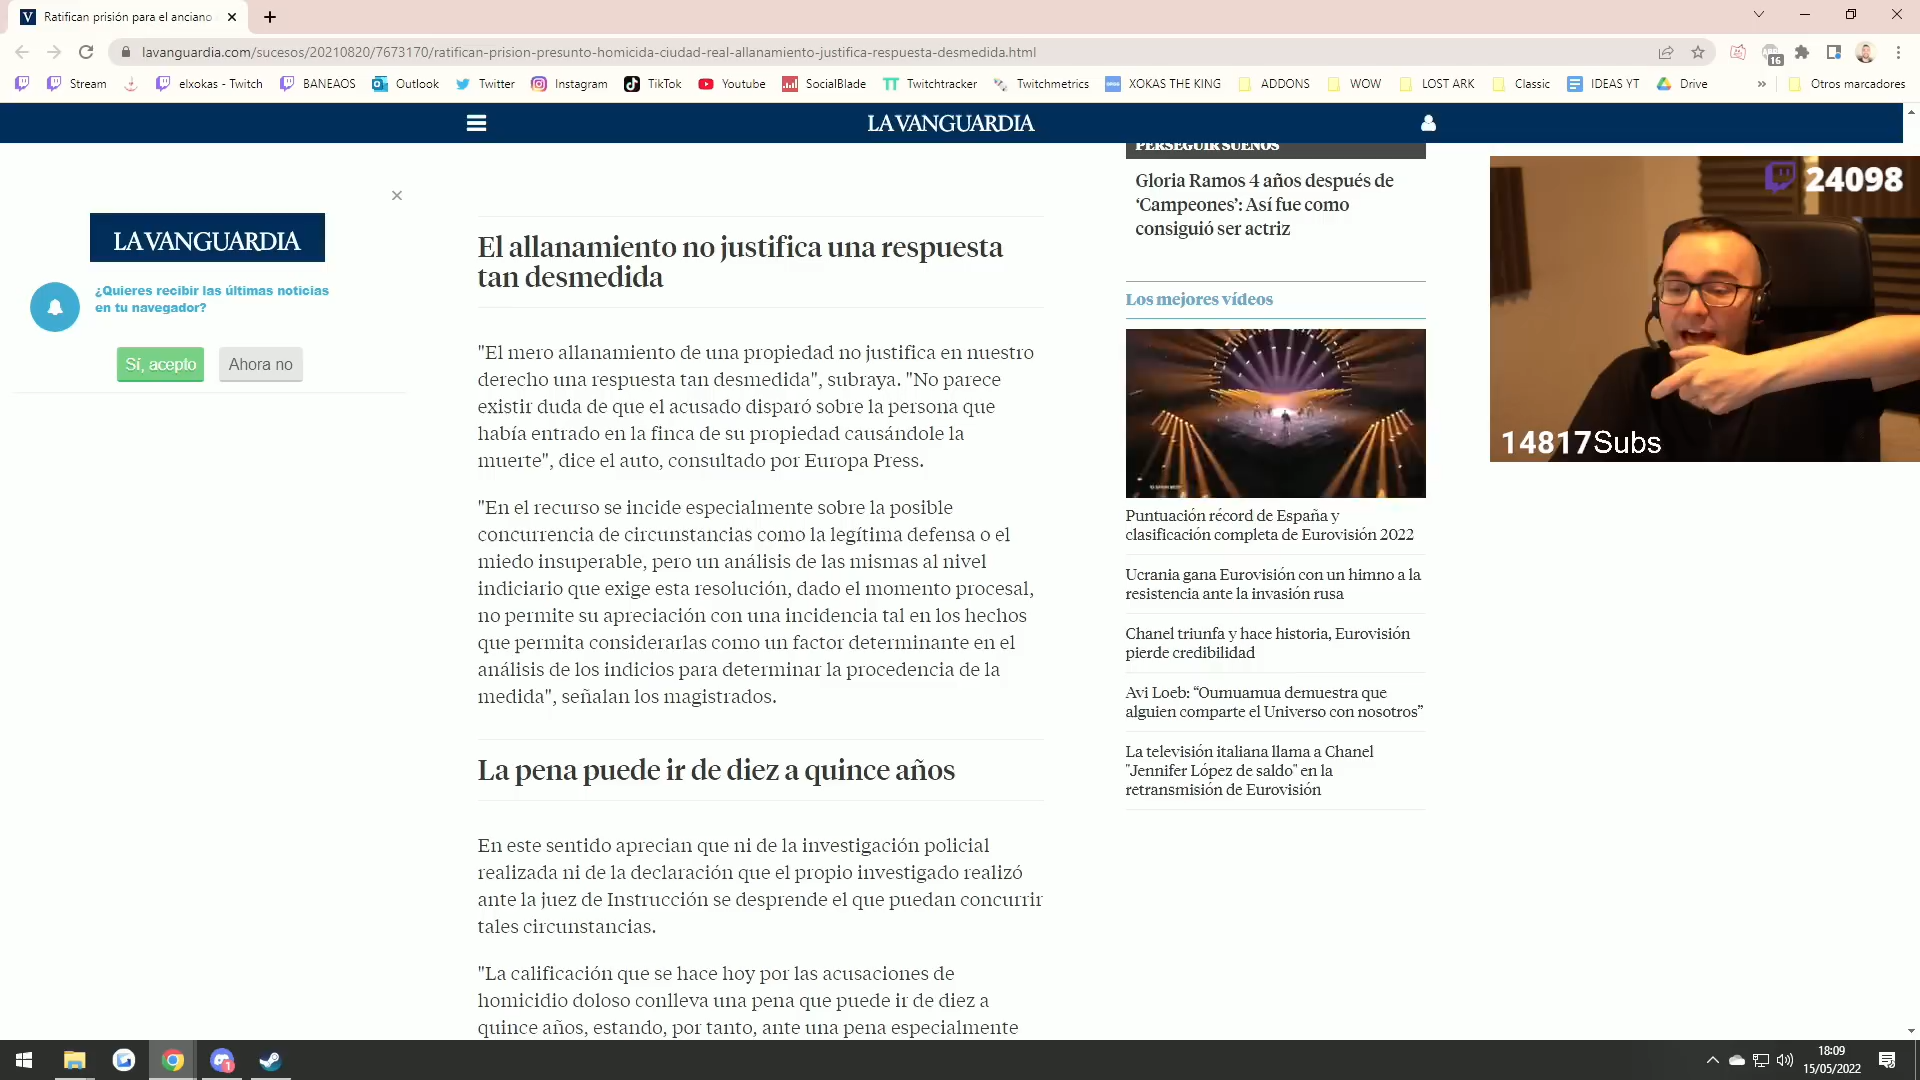 Ratifican prisión para el anciano
lavanguardia.com/sucesos/20210820/7673170/ratifican-prision-presunto-homicida-ciudad-real-allanamiento-justifica-respuesta-desmedida.html
16
Stream
elxokas - Twitch
BANEAOS
Outlook
Twitter
Instagram
TikTok
Youtube
SocialBlade
Twitchtracker
Twitchmetrics
XOKAS THE KING
ADDONS
WOW
LOST ARK
Classic
IDEAS YT
Drive
Otros marcadores
LA VANGUARDIA
LA VANGUARDIA
¿Quieres recibir las últimas noticias
en tu navegador?
Sí, acepto
Ahora no
El allanamiento no justifica una respuesta
tan desmedida
"El mero allanamiento de una propiedad no justifica en nuestro
derecho una respuesta tan desmedida", subraya. "No parece
existir duda de que el acusado disparó sobre la persona que
había entrado en la finca de su propiedad causándole la
muerte", dice el auto, consultado por Europa Press.
"En el recurso se incide especialmente sobre la posible
concurrencia de circunstancias como la legítima defensa o el
miedo insuperable, pero un análisis de las mismas al nivel
indiciario que exige esta resolución, dado el momento procesal,
no permite su apreciación con una incidencia tal en los hechos
que permita considerarlas como un factor determinante en el
análisis de los indicios para determinar la procedencia de la
medida", señalan los magistrados.
La pena puede ir de diez a quince años
En este sentido aprecian que ni de la investigación policial
realizada ni de la declaración que el propio investigado realizó
ante la juez de Instrucción se desprende el que puedan concurrir
tales circunstancias.
"La calificación que se hace hoy por las acusaciones de
homicidio doloso conlleva una pena que puede ir de diez a
quince años, estando, por tanto, ante una pena especialmente
PERSEGUIR SUEÑOS
Gloria Ramos 4 años después de
‘Campeones’: Así fue como
consiguió ser actriz
Los mejores vídeos
Puntuación récord de España y
clasificación completa de Eurovisión 2022
Ucrania gana Eurovisión con un himno a la
resistencia ante la invasión rusa
Chanel triunfa y hace historia, Eurovisión
pierde credibilidad
Avi Loeb: “Oumuamua demuestra que
alguien comparte el Universo con nosotros”
La televisión italiana llama a Chanel
"Jennifer López de saldo" en la
retransmisión de Eurovisión
24098
14817Subs
1
18:09
15/05/2022